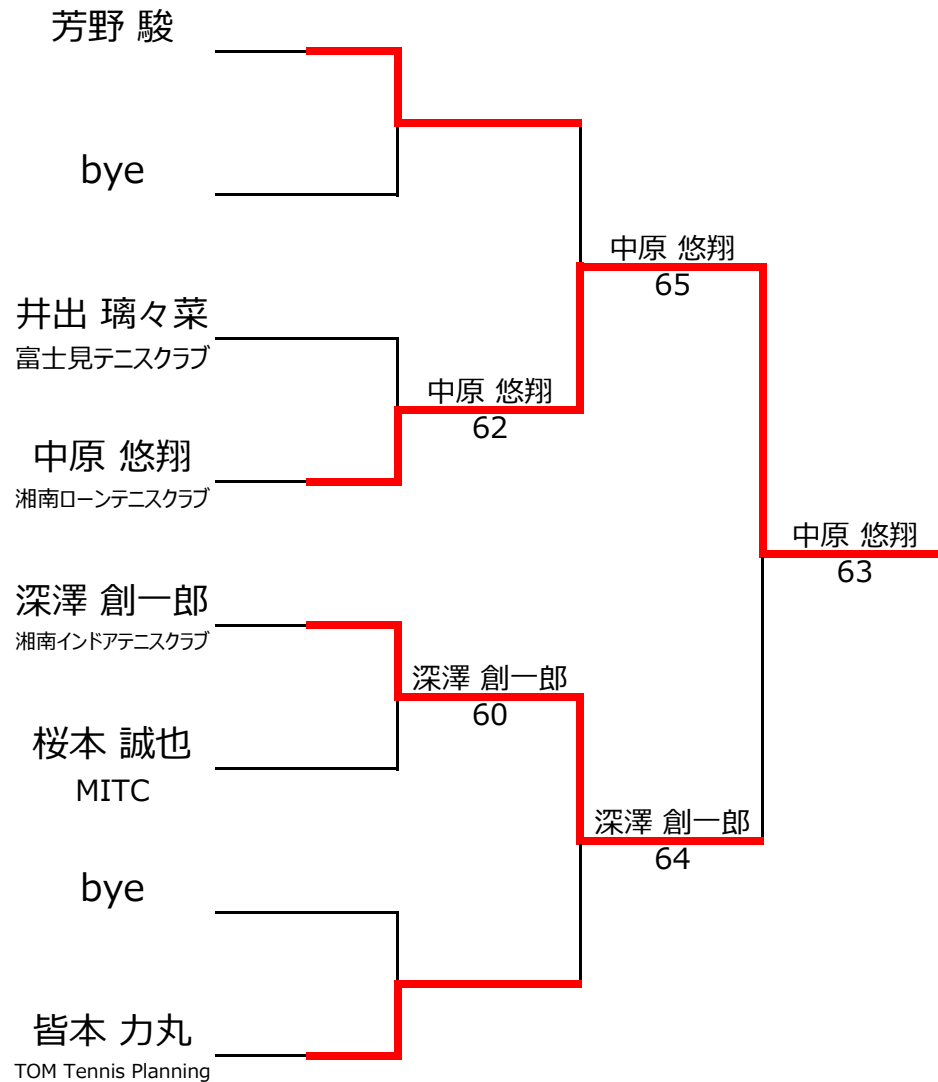 芳野 駿
bye
井出 璃々菜
富士見テニスクラブ
中原 悠翔
湘南ローンテニスクラブ
深澤 創一郎
湘南インドアテニスクラブ
桜本 誠也
MITC
bye
皆本 力丸
TOM Tennis Planning
中原 悠翔
62
深澤 創一郎
60
中原 悠翔
65
深澤 創一郎
64
中原 悠翔
63